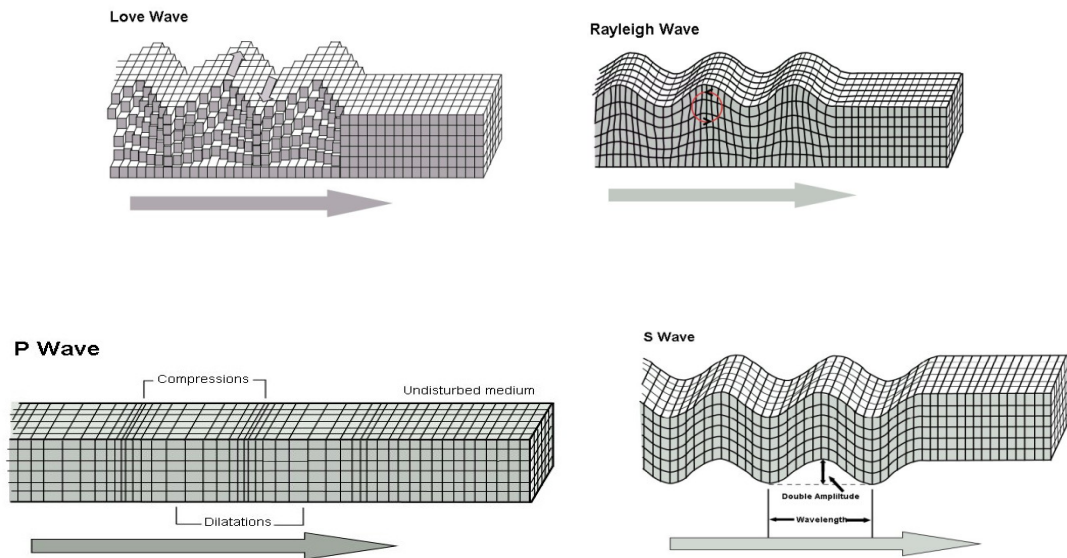 Love Wave
Rayleigh Wave
P Wave
Compressions
Undisturbed medium
Dilatations
S Wave
Double Amplitude
Wavelength